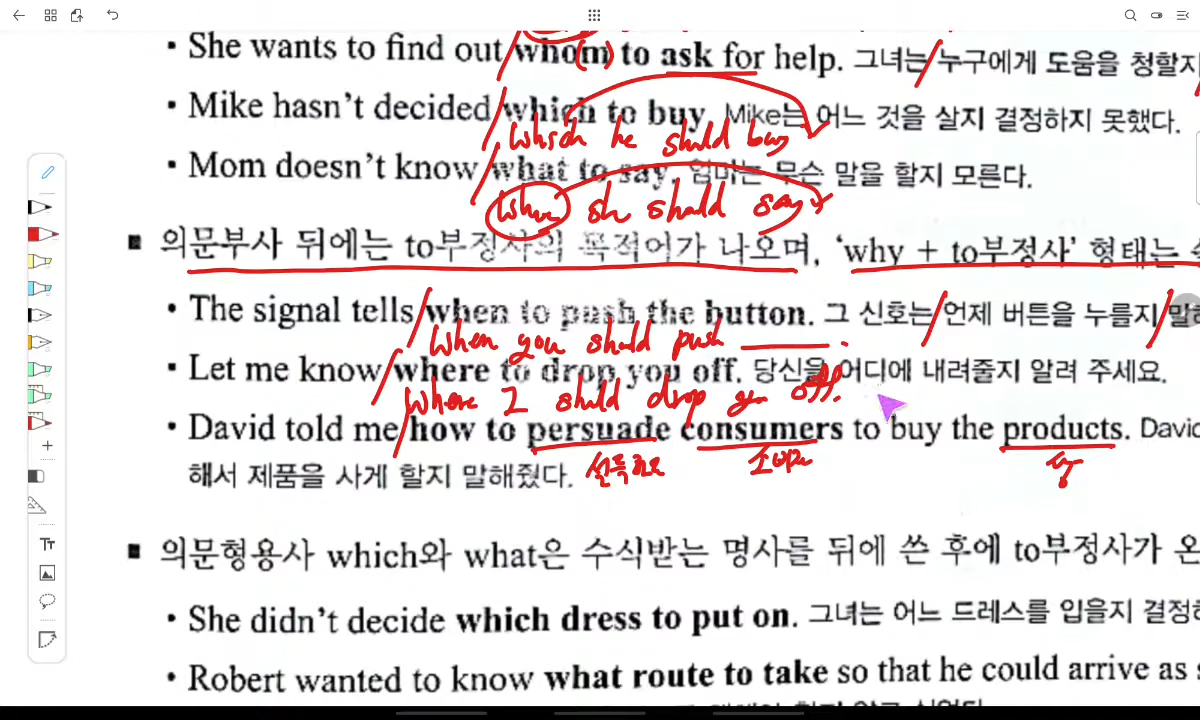 • She wants to find out whom to ask for help. 그녀는 누구에게 도움을 청할지
• Mike hasn't decided which to buy. Mike는 어느 것을 살지 결정하지 못했다.
which he should buy
• Mom doesn't know what to say. 엄마는 무슨 말을 할지 모른다.
she should say
■ 의문부사 뒤에는 to부정사의 목적어가 나오며, ‘why + to부정사’ 형태는
• The signal tells when to push the button. 그 신호는 언제 버튼을 누를지 말해
when you should push
• Let me know where to drop you off. 당신을 어디에 내려줄지 알려 주세요.
where I should drop you off.
• David told me how to persuade consumers to buy the products. David
해서 제품을 사게 할지 말해줬다.
■ 의문형용사 which와 what은 수식받는 명사를 뒤에 쓴 후에 to부정사가 온
• She didn't decide which dress to put on. 그녀는 어느 드레스를 입을지 결정하
• Robert wanted to know what route to take so that he could arrive as